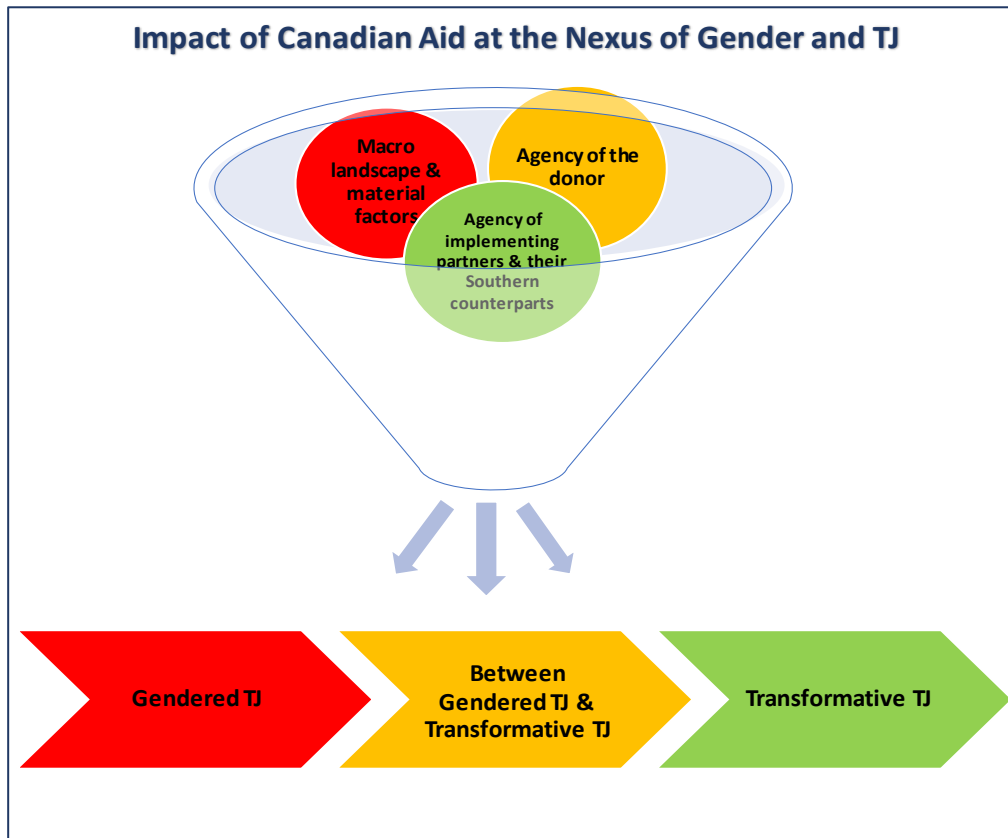 Impact of Canadian Aid at the Nexus of Gender and TJ
Macro
landscape &
material
factors
Agency of the
donor
Agency of
implementing
partners & their
Southern
counterparts
Gendered TJ
Between
Gendered TJ &
Transformative TJ
Transformative TJ